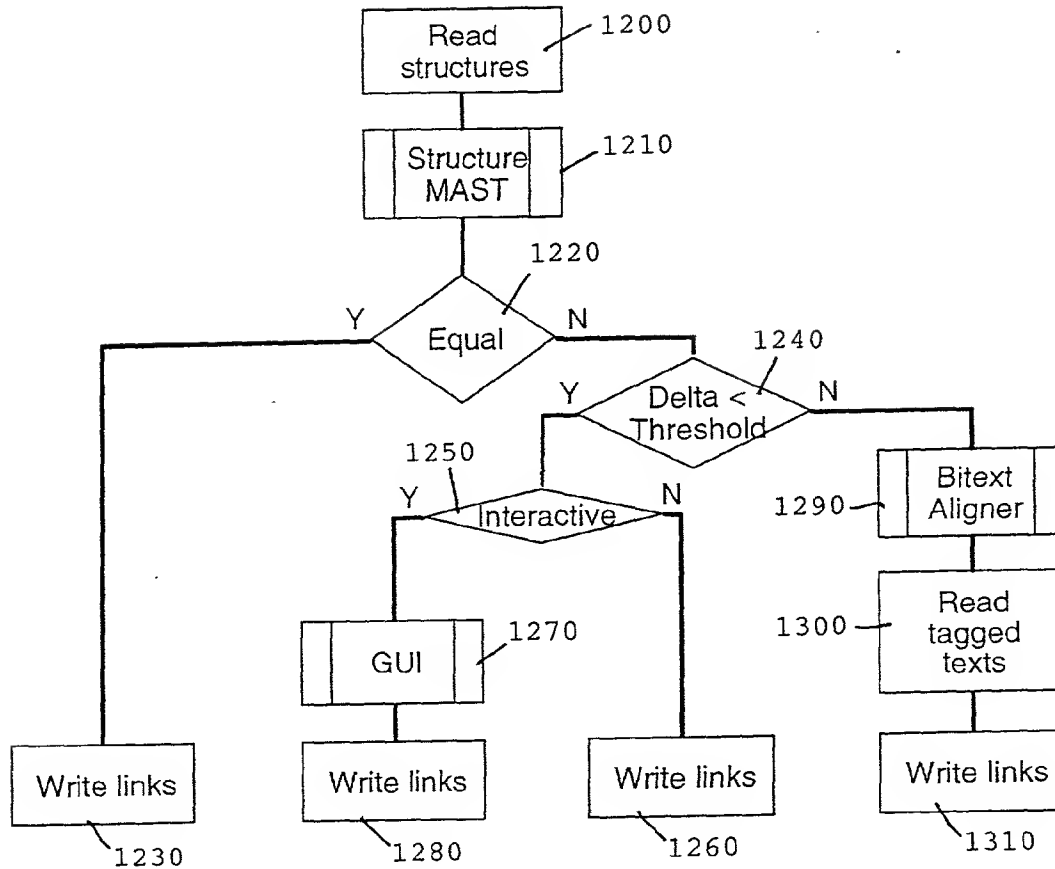 Read
structures
1200
Structure
MAST
1210
1220
Y
Equal
N
1240
Y
Delta <
Threshold
N
1250
Y
Interactive
N
1290
Bitext
Aligner
1270
GUI
1300
Read
tagged
texts
Write links
Write links
Write links
Write links
1230
1280
1260
1310